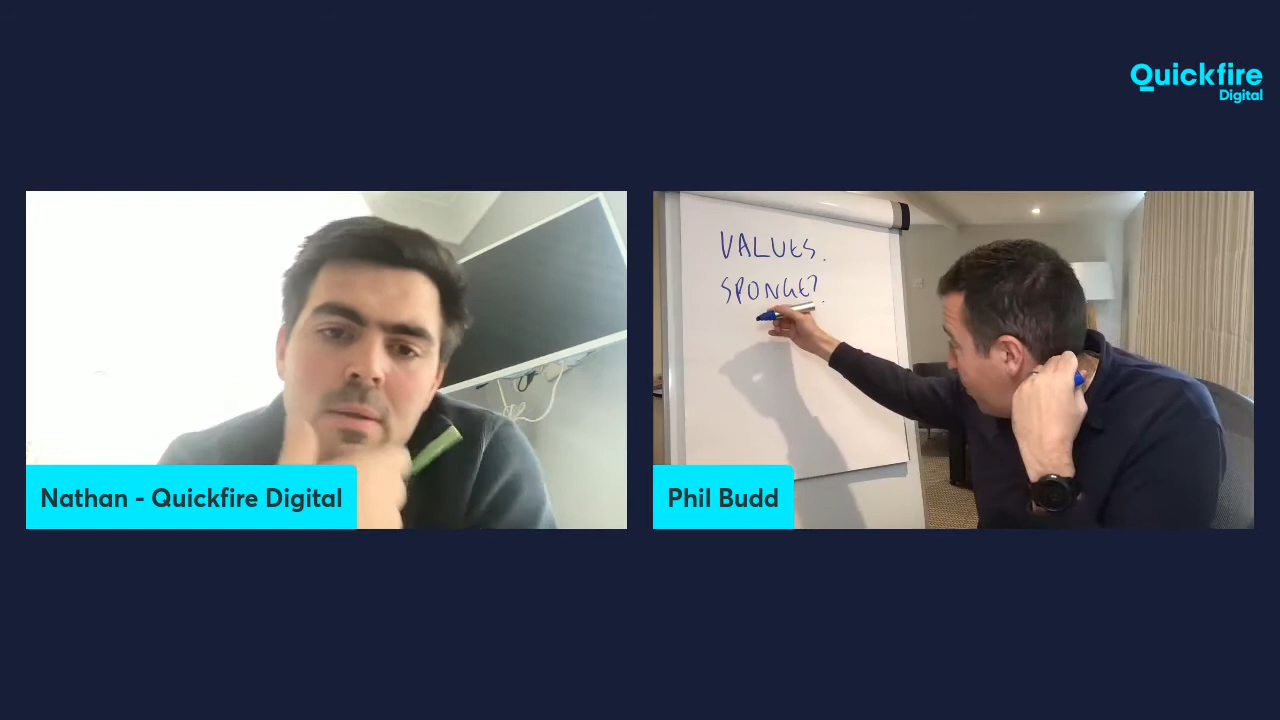 Quickfire
Digital
VALUES.
SPONGE?
Nathan - Quickfire Digital
Phil Budd